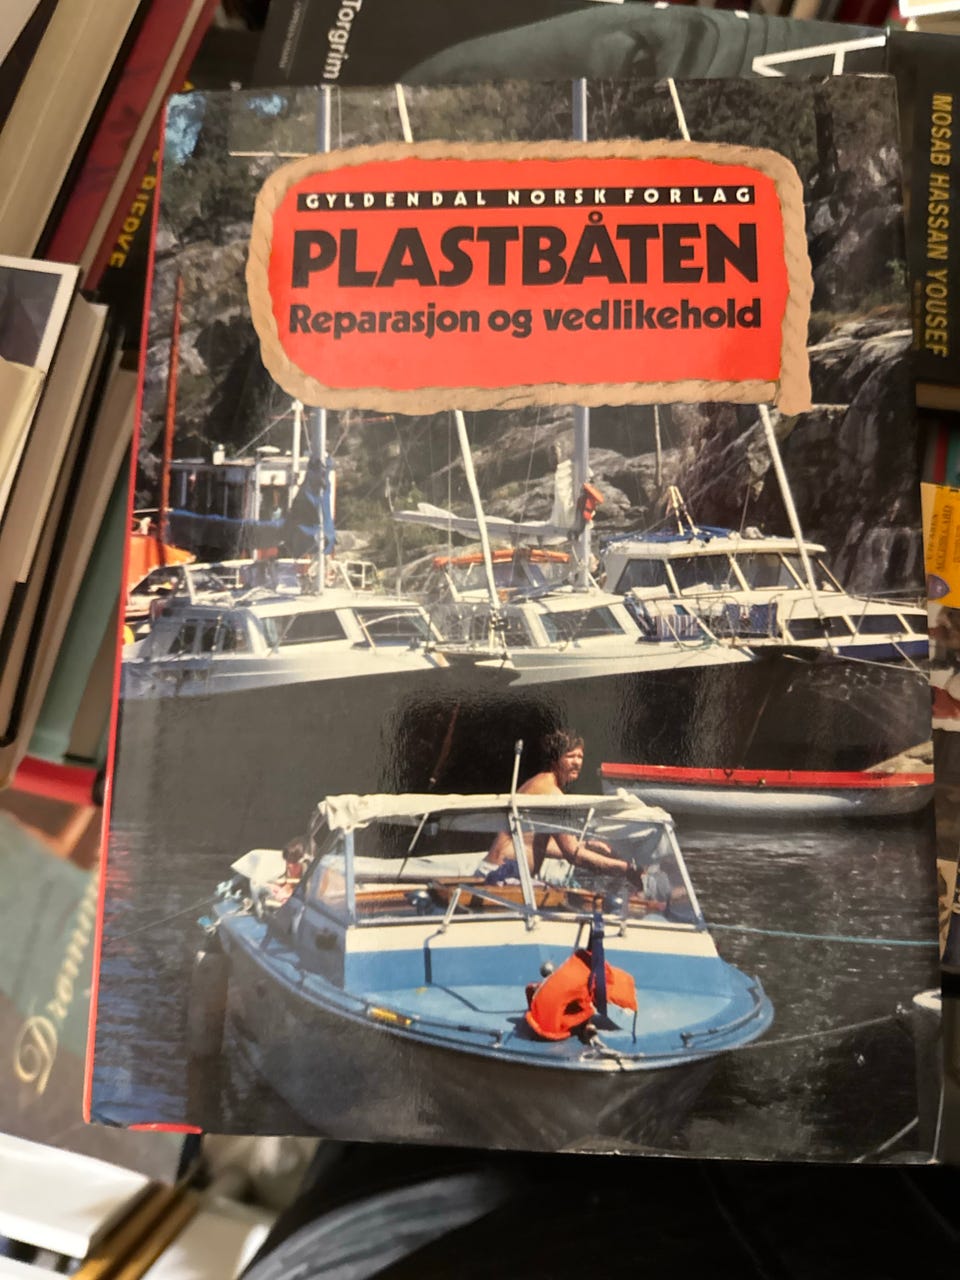 Torgrim
GYLDENDAL NORSK FORLAG
PLASTBÅTEN
Reparasjon og vedlikehold
MOSAB HASSAN YOUSEF